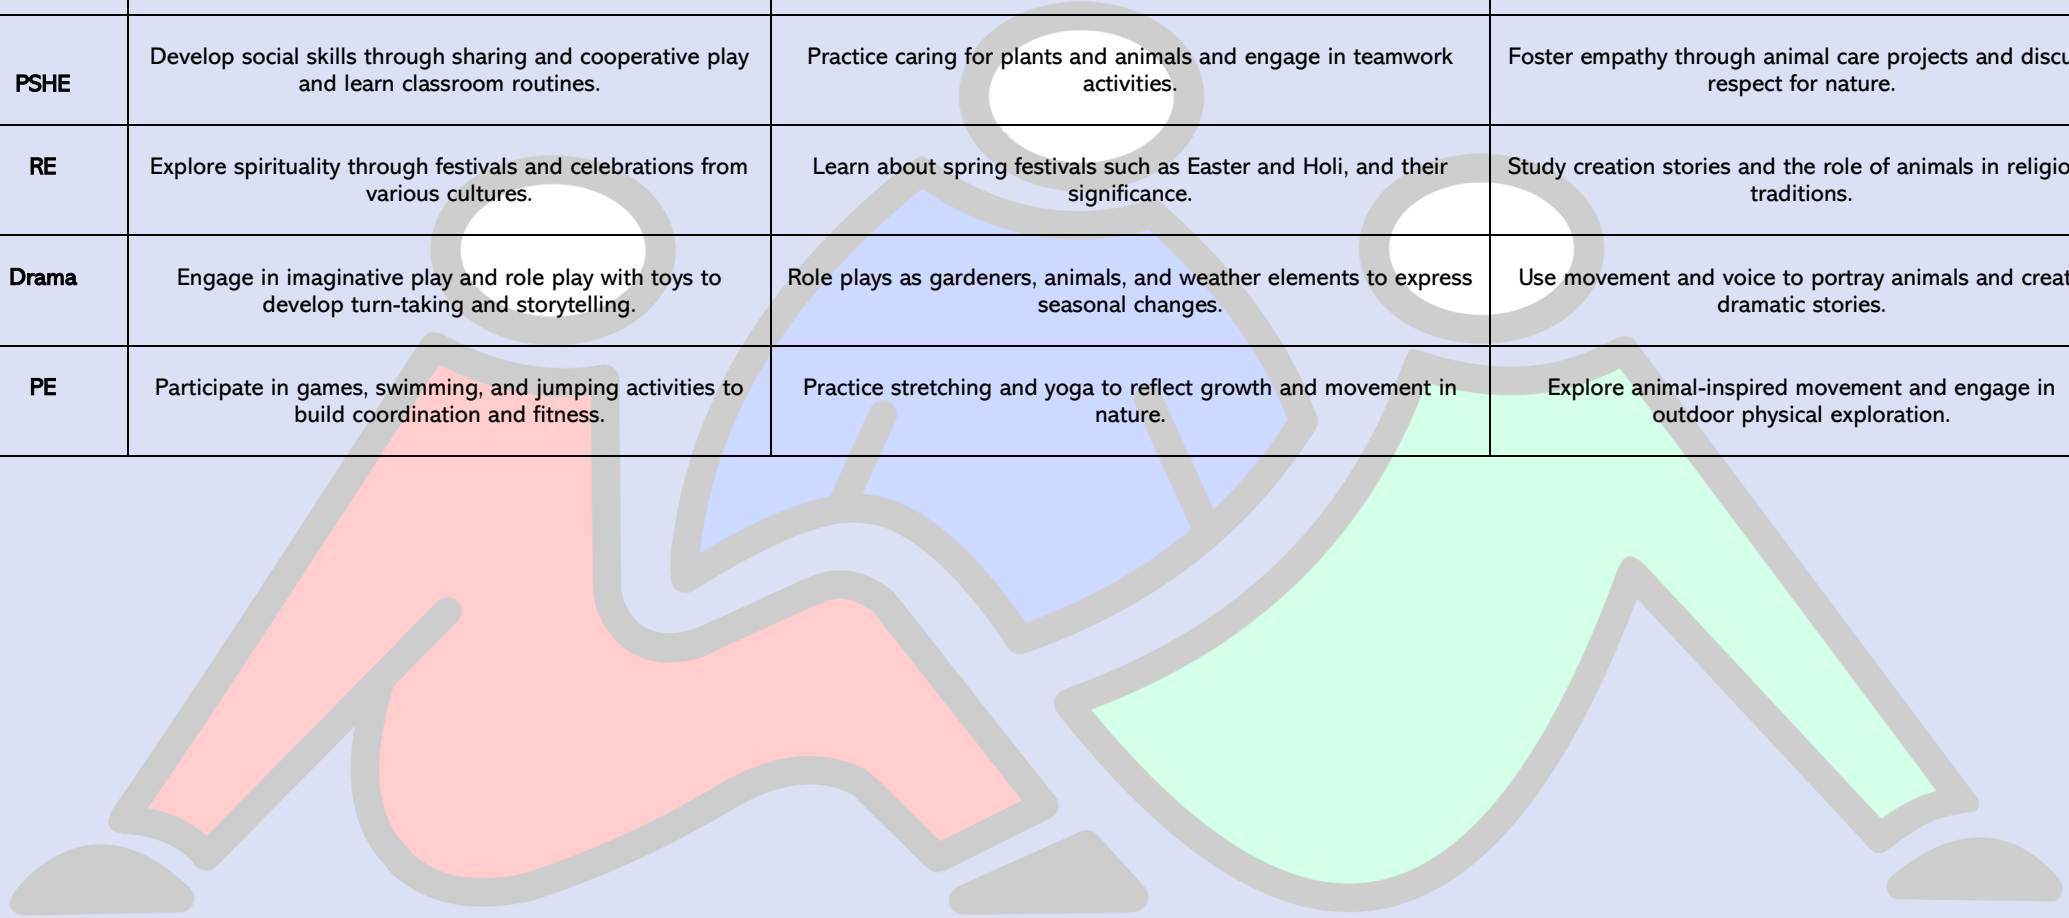 PSHE
Develop social skills through sharing and cooperative play
and learn classroom routines.
Practice caring for plants and animals and engage in teamwork
activities.
Foster empathy through animal care projects and discu
respect for nature.
RE
Explore spirituality through festivals and celebrations from
various cultures.
Learn about spring festivals such as Easter and Holi, and their
significance.
Study creation stories and the role of animals in religio
traditions.
Drama
Engage in imaginative play and role play with toys to
develop turn-taking and storytelling.
Role plays as gardeners, animals, and weather elements to express
seasonal changes.
Use movement and voice to portray animals and creat
dramatic stories.
PE
Participate in games, swimming, and jumping activities to
build coordination and fitness.
Practice stretching and yoga to reflect growth and movement in
nature.
Explore animal-inspired movement and engage in
outdoor physical exploration.